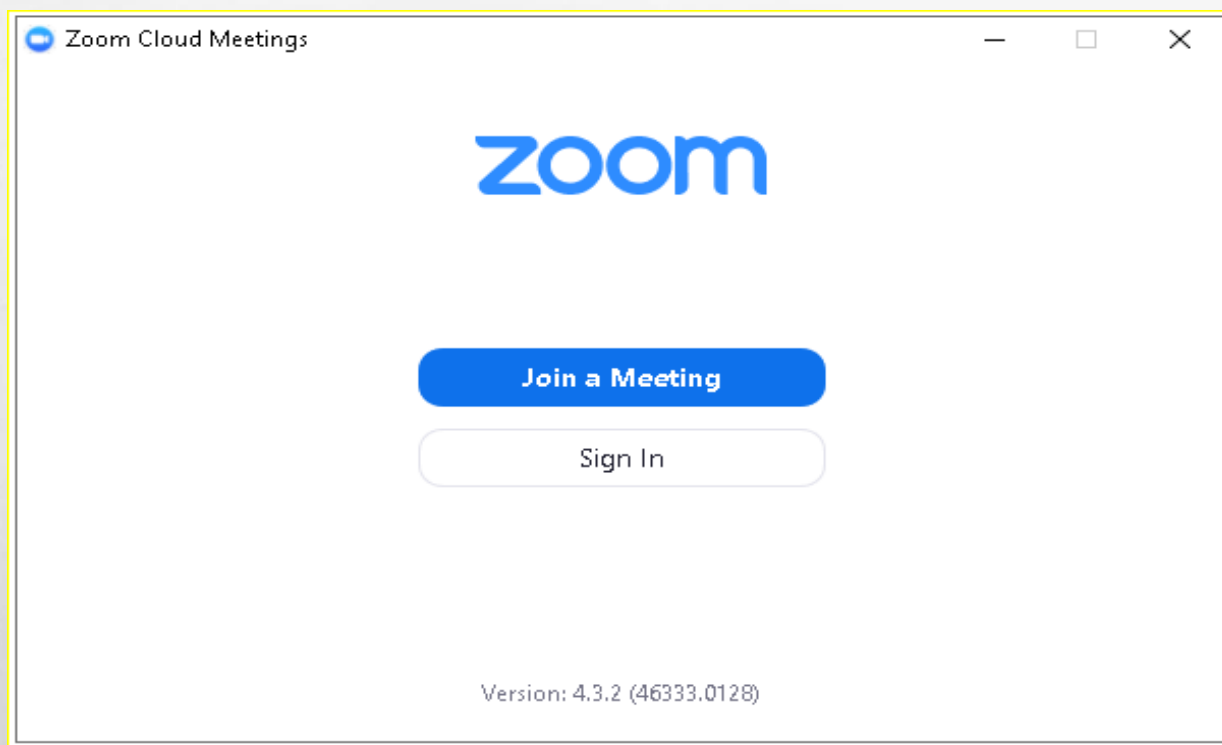 Zoom Cloud Meetings
zoom
Join a Meeting
Sign In
Version: 4.3.2 (46333.0128)